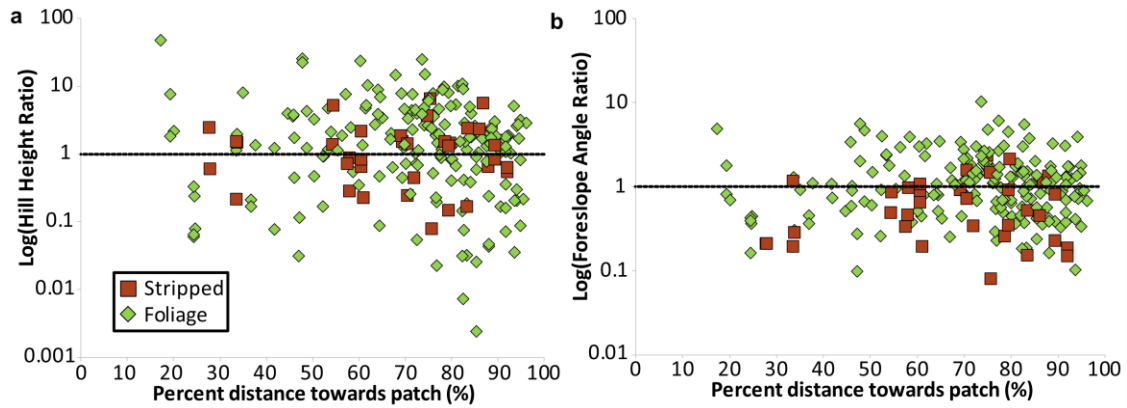 a
100
10
1
0.1
0.01
0.001
Log(Hill Height Ratio)
Stripped
Foliage
0 10 20 30 40 50 60 70 80 90 100
Percent distance towards patch (%)
b
100
10
1
0.1
0.01
Log(Foreslope Angle Ratio)
0 10 20 30 40 50 60 70 80 90 100
Percent distance towards patch (%)